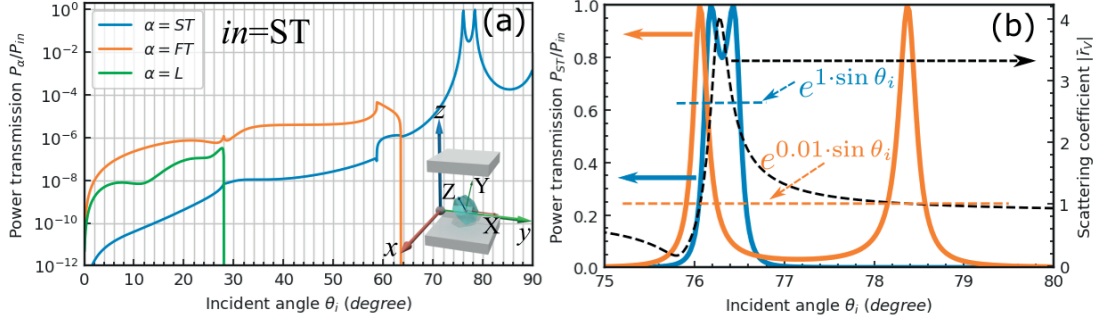 (a)
in=ST
α = ST
α = FT
α = L
Power transmission P_α/P_in
10^0
10^−2
10^−4
10^−6
10^−8
10^−10
10^−12
0 10 20 30 40 50 60 70 80 90
Incident angle θ_i (degree)
z
Z
Y
X
x
y
(b)
Power transmission P_ST/P_in
1.0
0.8
0.6
0.4
0.2
0.0
75 76 77 78 79 80
Incident angle θ_i (degree)
e^{1·sin θ_i}
e^{0.01·sin θ_i}
4
3
2
1
0
Scattering coefficient |r̄_V|